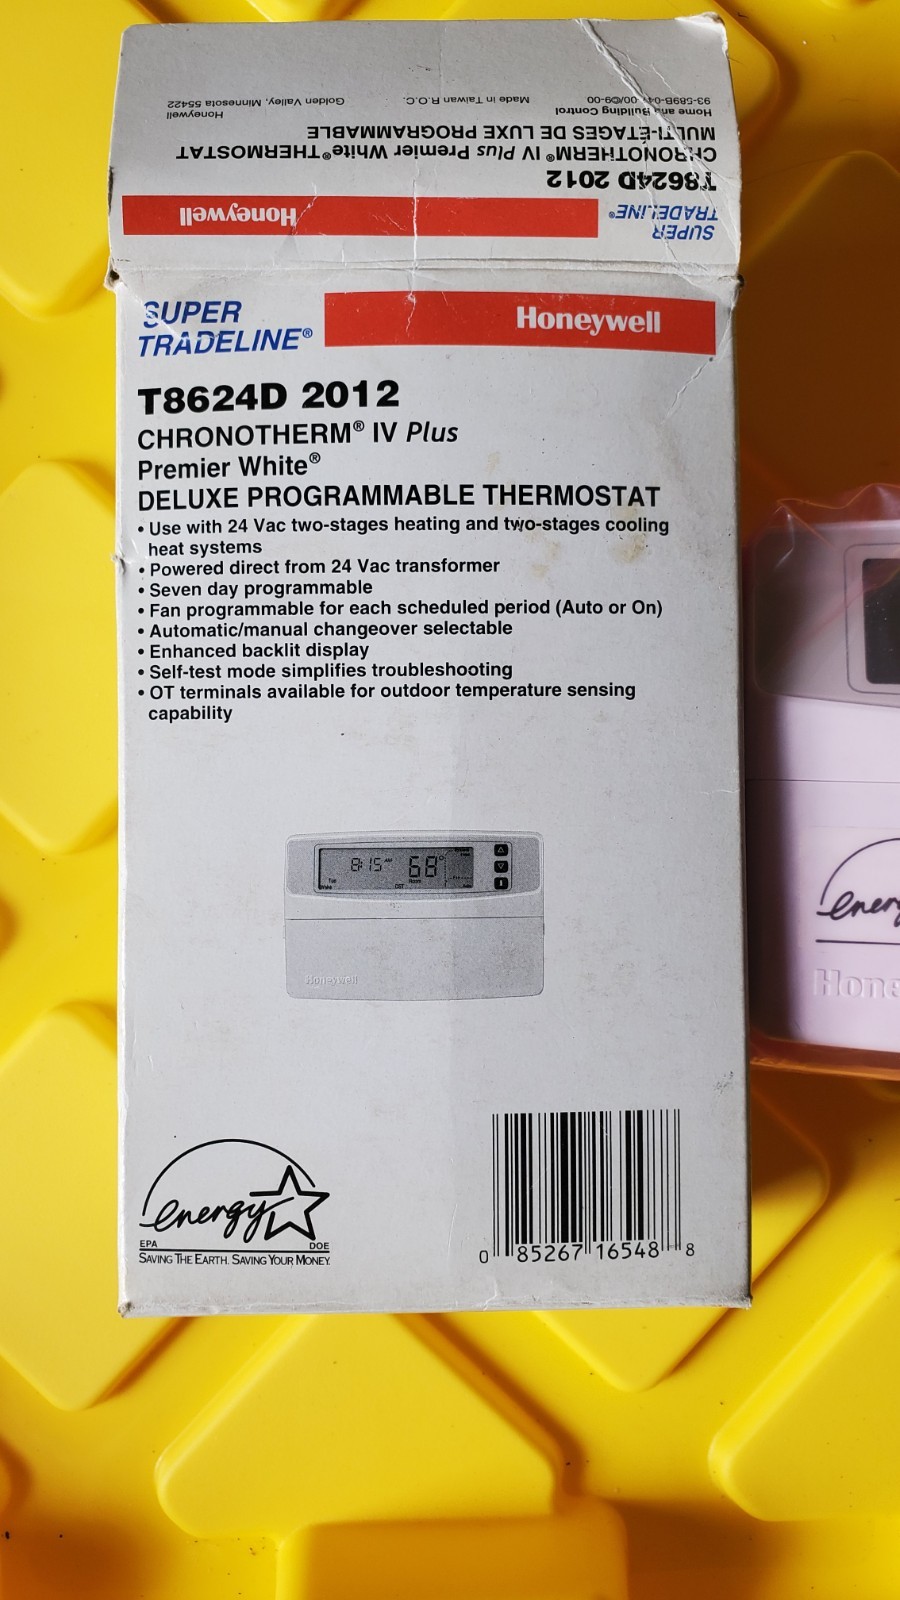 Honeywell
Golden Valley, Minnesota 55422
Made in Taiwan R.O.C.
Home and Building Control
MULTI-ÉTAGES DE LUXE PROGRAMMABLE
CHRONOTHERM® IV Plus Premier White® THERMOSTAT
T8624D 2012
SUPER
TRADELINE®
Honeywell
SUPER
TRADELINE®
Honeywell
T8624D 2012
CHRONOTHERM® IV Plus
Premier White®
DELUXE PROGRAMMABLE THERMOSTAT
• Use with 24 Vac two-stages heating and two-stages cooling
heat systems
• Powered direct from 24 Vac transformer
• Seven day programmable
• Fan programmable for each scheduled period (Auto or On)
• Automatic/manual changeover selectable
• Enhanced backlit display
• Self-test mode simplifies troubleshooting
• OT terminals available for outdoor temperature sensing
capability
8:15 AM 68°
Honeywell
energy
EPA DOE
SAVING THE EARTH. SAVING YOUR MONEY.
0 85267 16548 8
energ
Hone